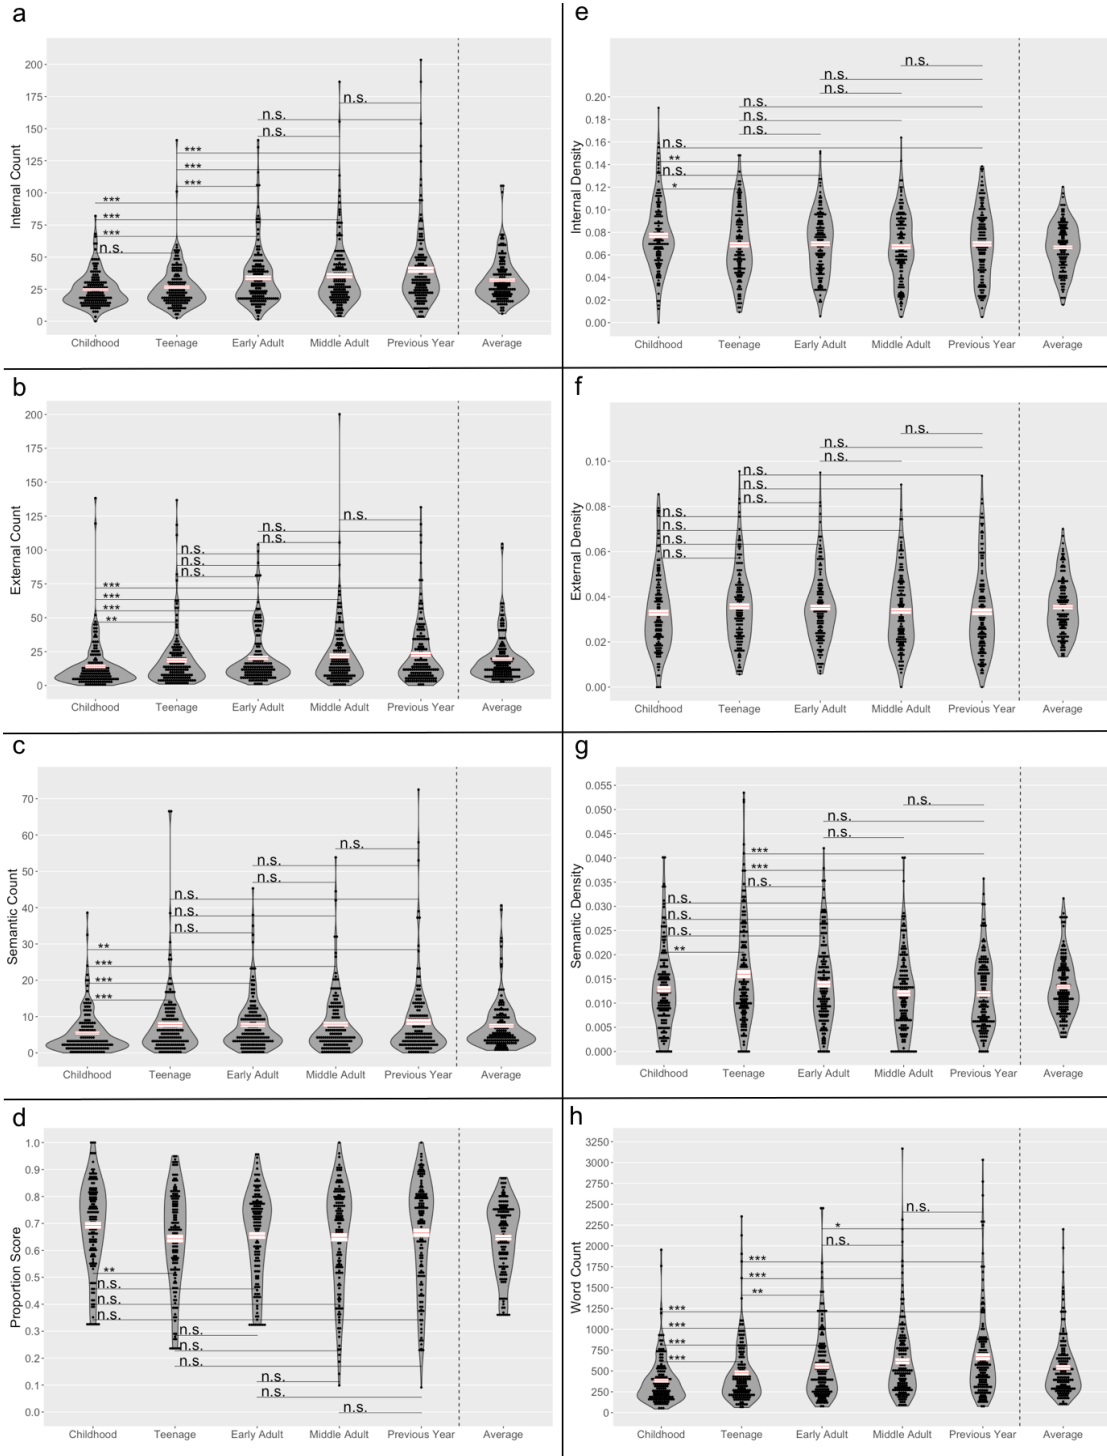 a
Internal Count
200
175
150
125
100
75
50
25
0
n.s.
n.s.
n.s.
***
***
***
***
***
***
n.s.
Childhood Teenage Early Adult Middle Adult Previous Year Average
b
External Count
200
175
150
125
100
75
50
25
0
n.s.
n.s.
n.s.
n.s.
n.s.
n.s.
***
***
***
**
Childhood Teenage Early Adult Middle Adult Previous Year Average
c
Semantic Count
70
60
50
40
30
20
10
0
n.s.
n.s.
n.s.
n.s.
n.s.
n.s.
**
***
***
***
Childhood Teenage Early Adult Middle Adult Previous Year Average
d
Proportion Score
1.0
0.9
0.8
0.7
0.6
0.5
0.4
0.3
0.2
0.1
0.0
**
n.s.
n.s.
n.s.
n.s.
n.s.
n.s.
n.s.
n.s.
n.s.
Childhood Teenage Early Adult Middle Adult Previous Year Average
e
Internal Density
0.20
0.18
0.16
0.14
0.12
0.10
0.08
0.06
0.04
0.02
0.00
n.s.
n.s.
n.s.
n.s.
n.s.
n.s.
n.s.
**
n.s.
*
Childhood Teenage Early Adult Middle Adult Previous Year Average
f
External Density
0.10
0.08
0.06
0.04
0.02
0.00
n.s.
n.s.
n.s.
n.s.
n.s.
n.s.
n.s.
n.s.
n.s.
n.s.
Childhood Teenage Early Adult Middle Adult Previous Year Average
g
Semantic Density
0.055
0.050
0.045
0.040
0.035
0.030
0.025
0.020
0.015
0.010
0.005
0.000
n.s.
n.s.
n.s.
***
***
n.s.
n.s.
n.s.
n.s.
**
Childhood Teenage Early Adult Middle Adult Previous Year Average
h
Word Count
3250
3000
2750
2500
2250
2000
1750
1500
1250
1000
750
500
250
0
n.s.
*
n.s.
***
***
**
***
***
***
***
Childhood Teenage Early Adult Middle Adult Previous Year Average